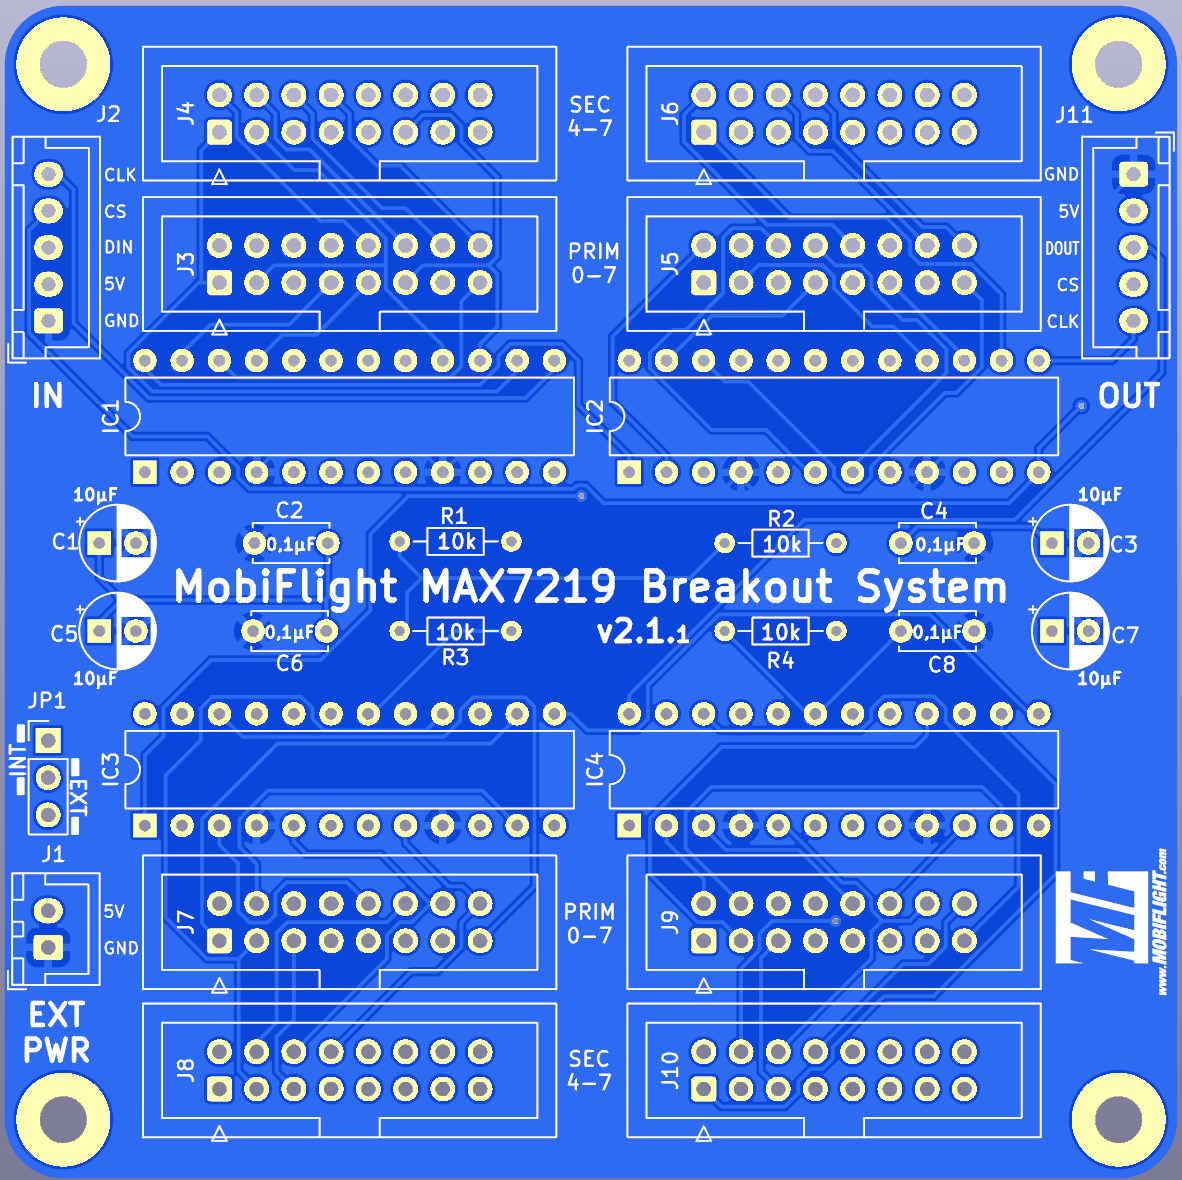 J2
J4
SEC
4-7
J6
J11
CLK
CS
DIN
5V
GND
J3
PRIM
0-7
J5
GND
5V
DOUT
CS
CLK
IN
IC1
IC2
OUT
10µF
C1
+
C2
0,1µF
R1
10k
R2
10k
C4
0,1µF
10µF
+
C3
MobiFlight MAX7219 Breakout System
v2.1.1
C5
+
10µF
0,1µF
C6
10k
R3
10k
R4
0,1µF
C8
+
C7
10µF
JP1
INT
EXT
IC3
IC4
J1
5V
GND
J7
PRIM
0-7
J9
MF
www.MOBIFLIGHT.com
EXT
PWR
J8
SEC
4-7
J10